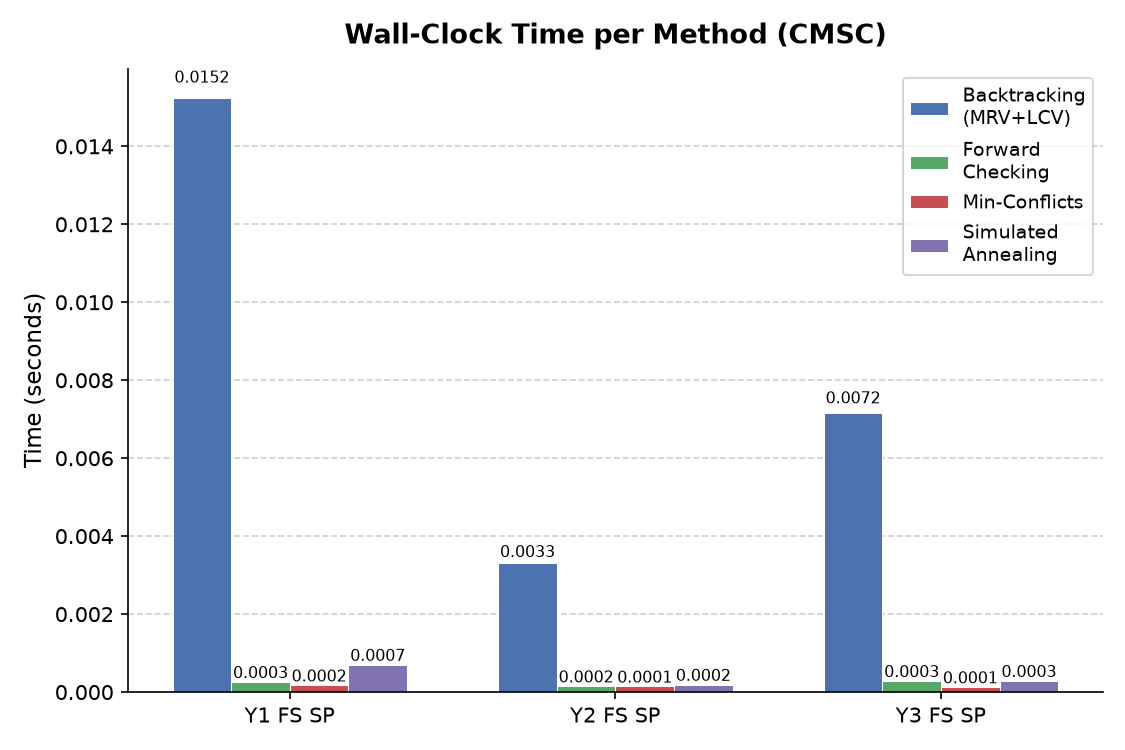 Wall-Clock Time per Method (CMSC)
Time (seconds)
0.014
0.012
0.010
0.008
0.006
0.004
0.002
0.000
0.0152
0.0003
0.0002
0.0007
0.0033
0.0002
0.0001
0.0002
0.0072
0.0003
0.0001
0.0003
Y1 FS SP
Y2 FS SP
Y3 FS SP
Backtracking
(MRV+LCV)
Forward
Checking
Min-Conflicts
Simulated
Annealing